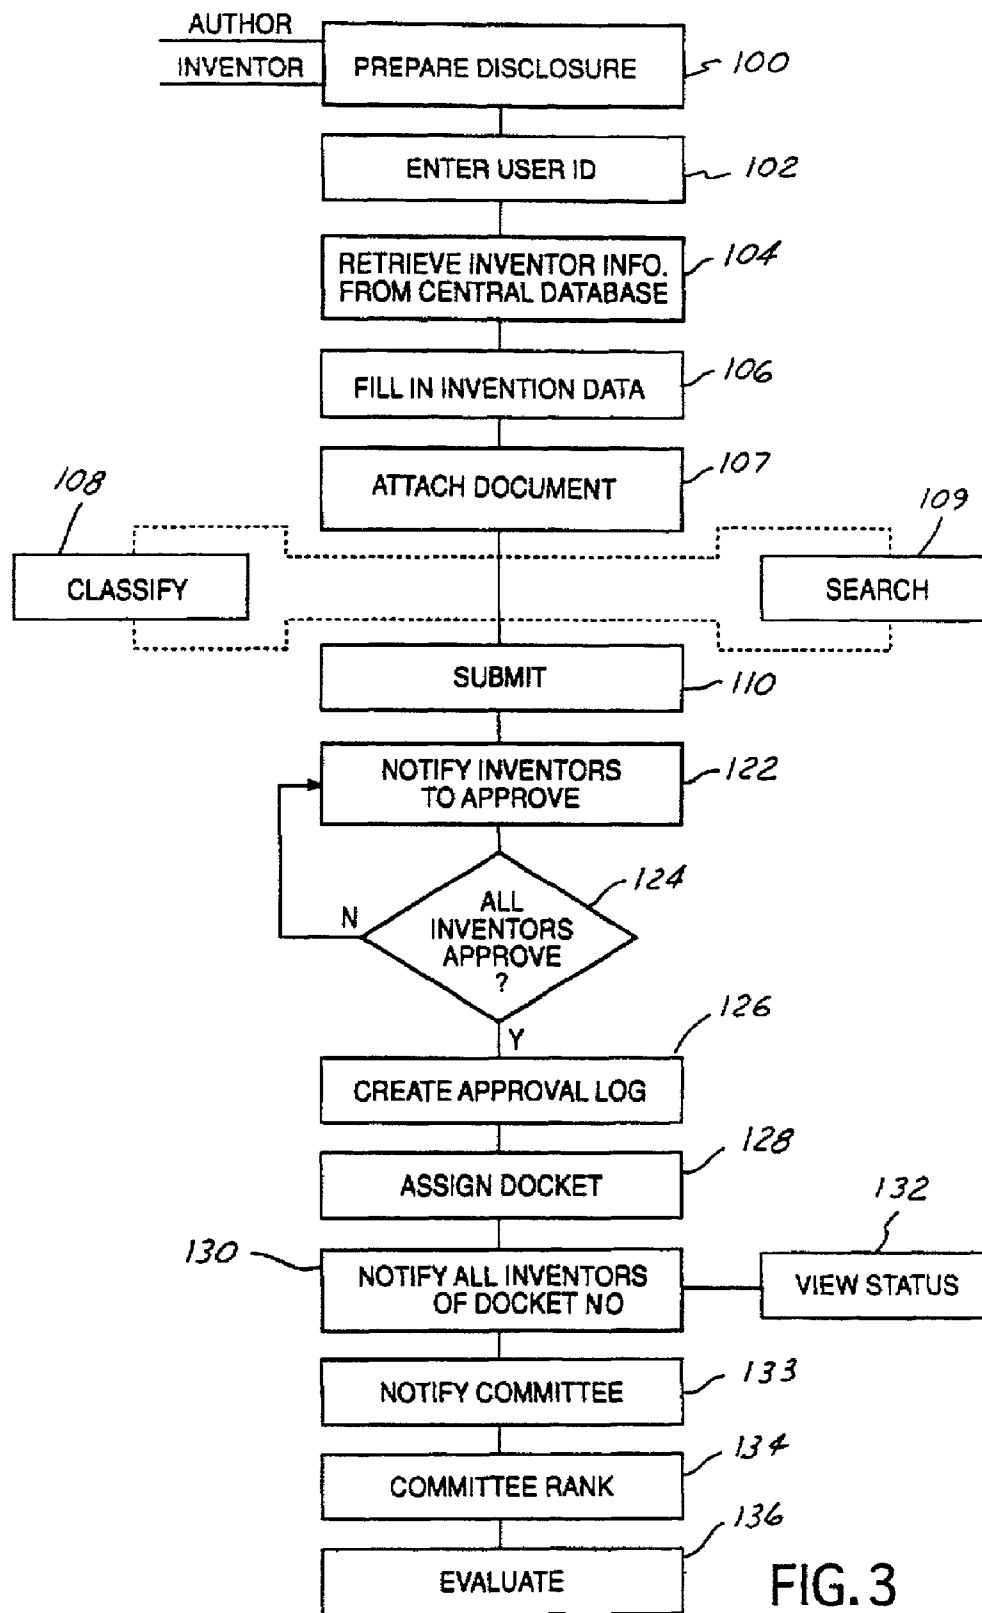 AUTHOR
INVENTOR
PREPARE DISCLOSURE
100
ENTER USER ID
102
RETRIEVE INVENTOR INFO.
FROM CENTRAL DATABASE
104
FILL IN INVENTION DATA
106
ATTACH DOCUMENT
107
108
CLASSIFY
109
SEARCH
SUBMIT
110
NOTIFY INVENTORS
TO APPROVE
122
ALL
INVENTORS
APPROVE
?
124
N
Y
CREATE APPROVAL LOG
126
ASSIGN DOCKET
128
130
NOTIFY ALL INVENTORS
OF DOCKET NO
132
VIEW STATUS
NOTIFY COMMITTEE
133
COMMITTEE RANK
134
EVALUATE
136
FIG. 3